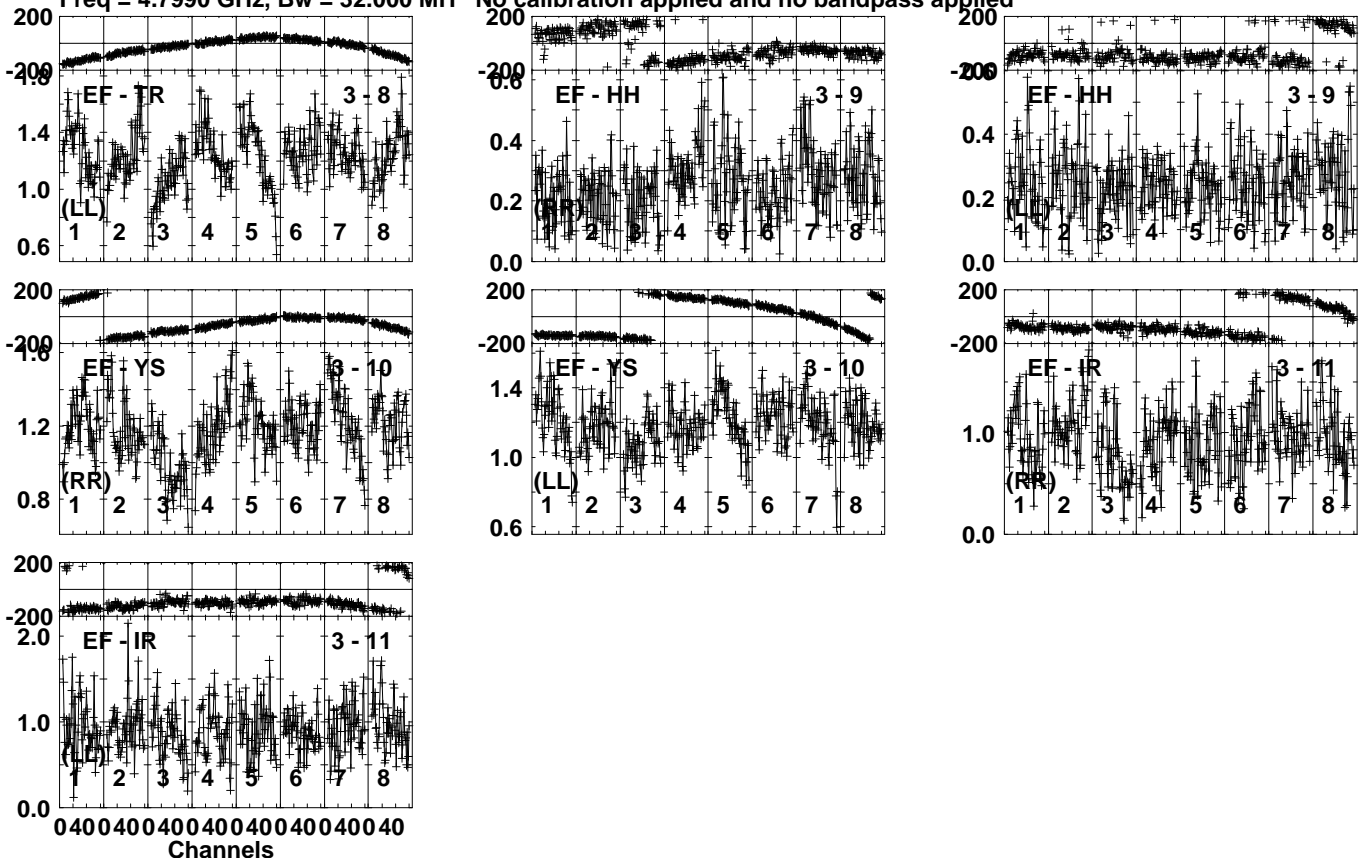 Freq = 4.7990 GHz, Bw = 32.000 MH No calibration applied and no bandpass applied
200
-200
1.8
EF - TR 3 - 8
1.4
1.0
(LL)
1 2 3 4 5 6 7 8
0.6
200
-200
0.6
EF - HH 3 - 9
0.4
0.2
(RR)
1 2 3 4 5 6 7 8
0.0
200
-200
0.6
EF - HH 3 - 9
0.4
0.2
(LL)
1 2 3 4 5 6 7 8
0.0
200
-200
1.6
EF - YS 3 - 10
1.2
(RR)
0.8
1 2 3 4 5 6 7 8
200
-200
EF - YS 3 - 10
1.4
1.0
(LL)
1 2 3 4 5 6 7 8
0.6
200
-200
EF - IR 3 - 11
1.0
(RR)
1 2 3 4 5 6 7 8
0.0
200
-200
2.0
EF - IR 3 - 11
1.0
(LL)
1 2 3 4 5 6 7 8
0.0
0 40 0 40 0 40 0 40 0 40 0 40 0 40 0 40
Channels